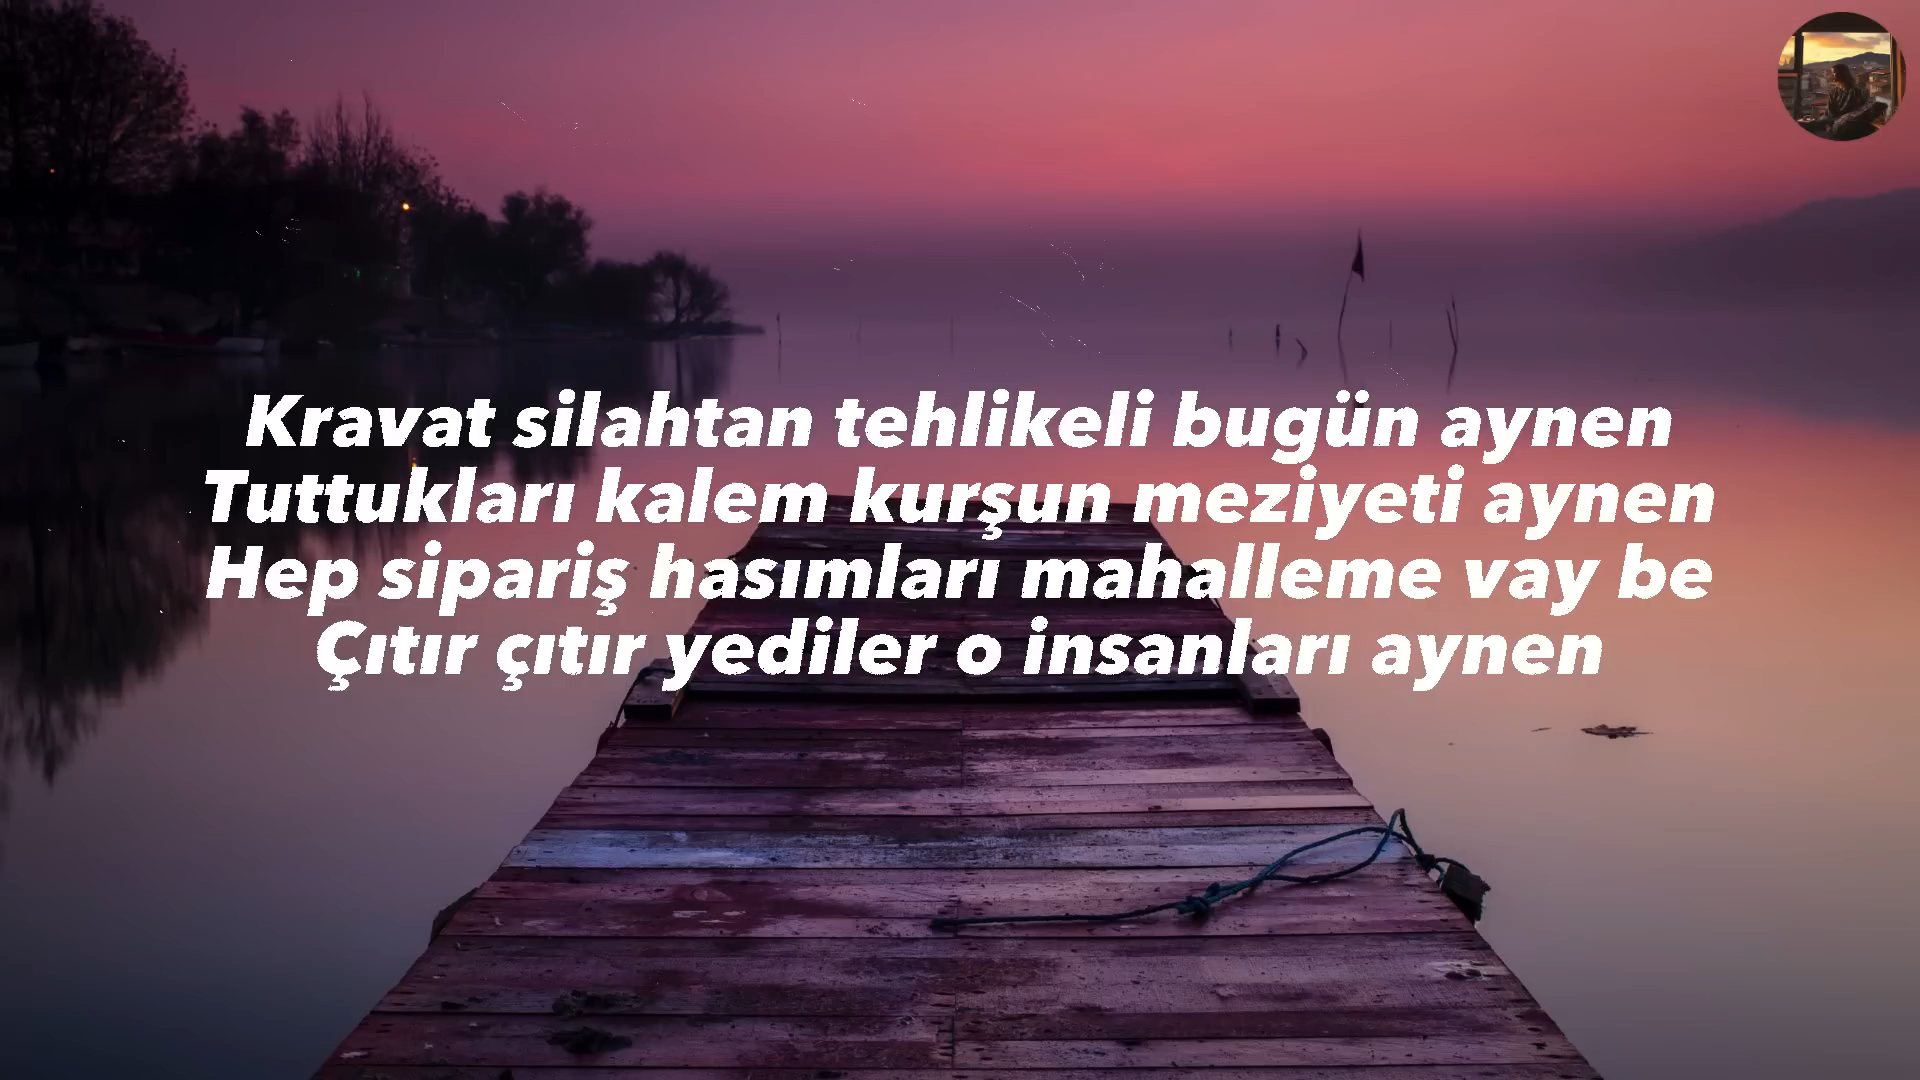 Kravat silahtan tehlikeli bugün aynen
Tuttukları kalem kurşun meziyeti aynen
Hep sipariş hasımları mahalleme vay be
Çıtır çıtır yediler o insanları aynen